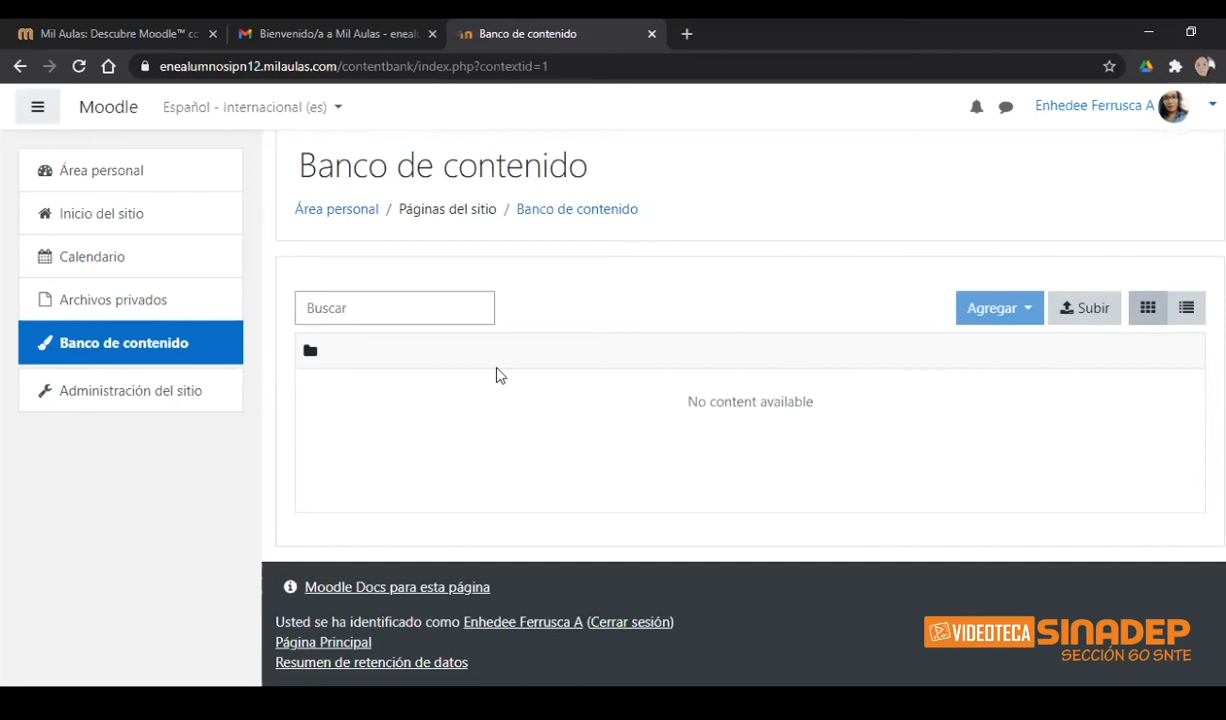 Mil Aulas: Descubre Moodle™ cc
Bienvenido/a a Mil Aulas - eneal
Banco de contenido
enealumnosipn12.milaulas.com/contentbank/index.php?contextid=1
Moodle
Español - Internacional (es)
Enhedee Ferrusca A
Área personal
Inicio del sitio
Calendario
Archivos privados
Banco de contenido
Administración del sitio
Banco de contenido
Área personal / Páginas del sitio / Banco de contenido
Buscar
Agregar
Subir
No content available
Moodle Docs para esta página
Usted se ha identificado como Enhedee Ferrusca A (Cerrar sesión)
Página Principal
Resumen de retención de datos
VIDEOTECA SINADEP
SECCIÓN 60 SNTE